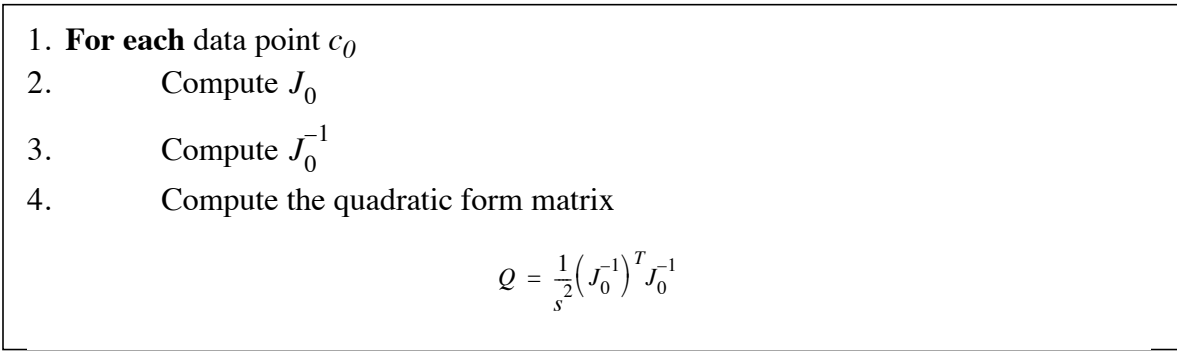 1. For each data point c₀
2. Compute J₀
3. Compute J₀⁻¹
4. Compute the quadratic form matrix
Q = 1/s² (J₀⁻¹)ᵀ J₀⁻¹